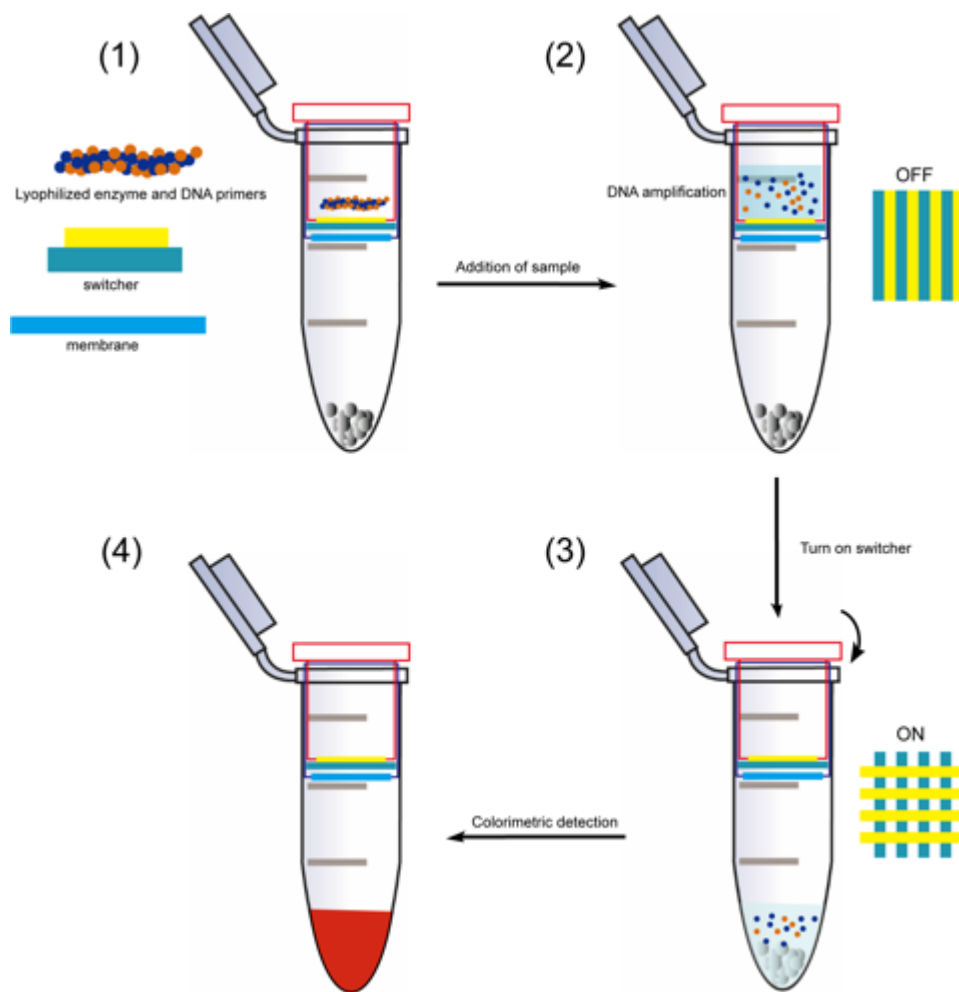 (1)
Lyophilized enzyme and DNA primers
switcher
membrane
Addition of sample
(2)
DNA amplification
OFF
Turn on switcher
(3)
ON
Colorimetric detection
(4)